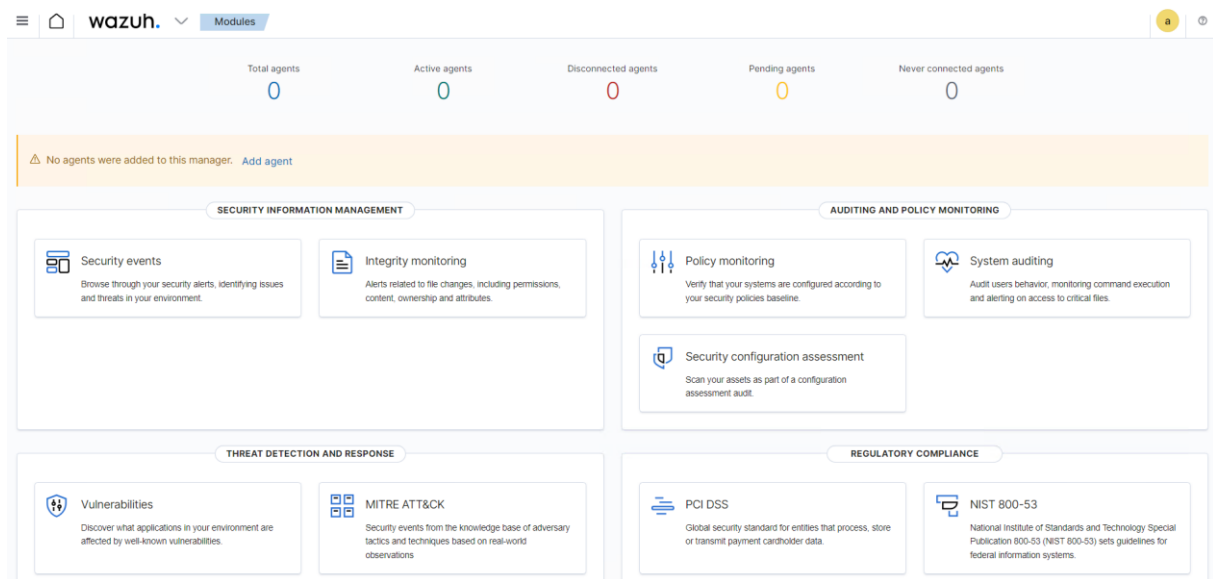 wazuh.
Modules
a
Total agents
0
Active agents
0
Disconnected agents
0
Pending agents
0
Never connected agents
0
No agents were added to this manager. Add agent
SECURITY INFORMATION MANAGEMENT
Security events
Browse through your security alerts, identifying issues
and threats in your environment.
Integrity monitoring
Alerts related to file changes, including permissions,
content, ownership and attributes.
AUDITING AND POLICY MONITORING
Policy monitoring
Verify that your systems are configured according to
your security policies baseline.
System auditing
Audit users behavior, monitoring command execution
and alerting on access to critical files.
Security configuration assessment
Scan your assets as part of a configuration
assessment audit.
THREAT DETECTION AND RESPONSE
Vulnerabilities
Discover what applications in your environment are
affected by well-known vulnerabilities.
MITRE ATT&CK
Security events from the knowledge base of adversary
tactics and techniques based on real-world
observations
REGULATORY COMPLIANCE
PCI DSS
Global security standard for entities that process, store
or transmit payment cardholder data.
NIST 800-53
National Institute of Standards and Technology Special
Publication 800-53 (NIST 800-53) sets guidelines for
federal information systems.